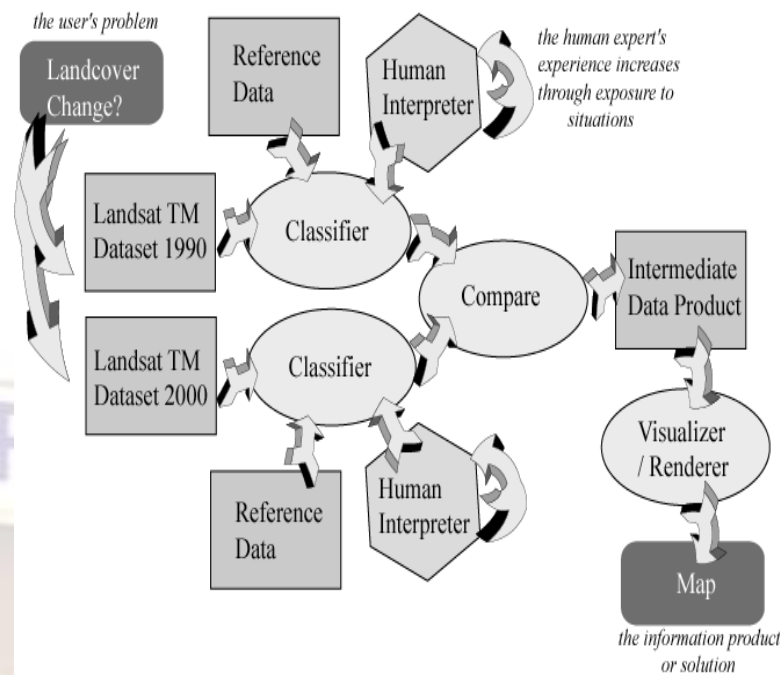 the user's problem
Landcover
Change?
Reference
Data
Human
Interpreter
the human expert's
experience increases
through exposure to
situations
Landsat TM
Dataset 1990
Classifier
Compare
Intermediate
Data Product
Landsat TM
Dataset 2000
Classifier
Visualizer
/ Renderer
Reference
Data
Human
Interpreter
Map
the information product
or solution